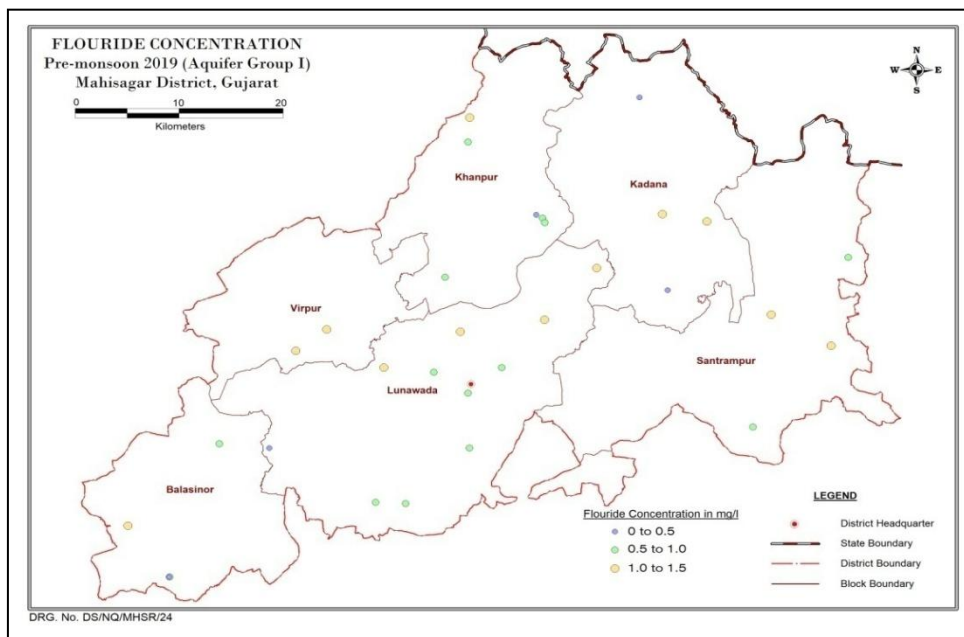 FLOURIDE CONCENTRATION
Pre-monsoon 2019 (Aquifer Group I)
Mahisagar District, Gujarat
0 10 20
Kilometers
N
W E
S
Khanpur
Kadana
Virpur
Santrampur
Lunawada
Balasinor
Flouride Concentration in mg/l
0 to 0.5
0.5 to 1.0
1.0 to 1.5
LEGEND
District Headquarter
State Boundary
District Boundary
Block Boundary
DRG. No. DS/NQ/MHSR/24